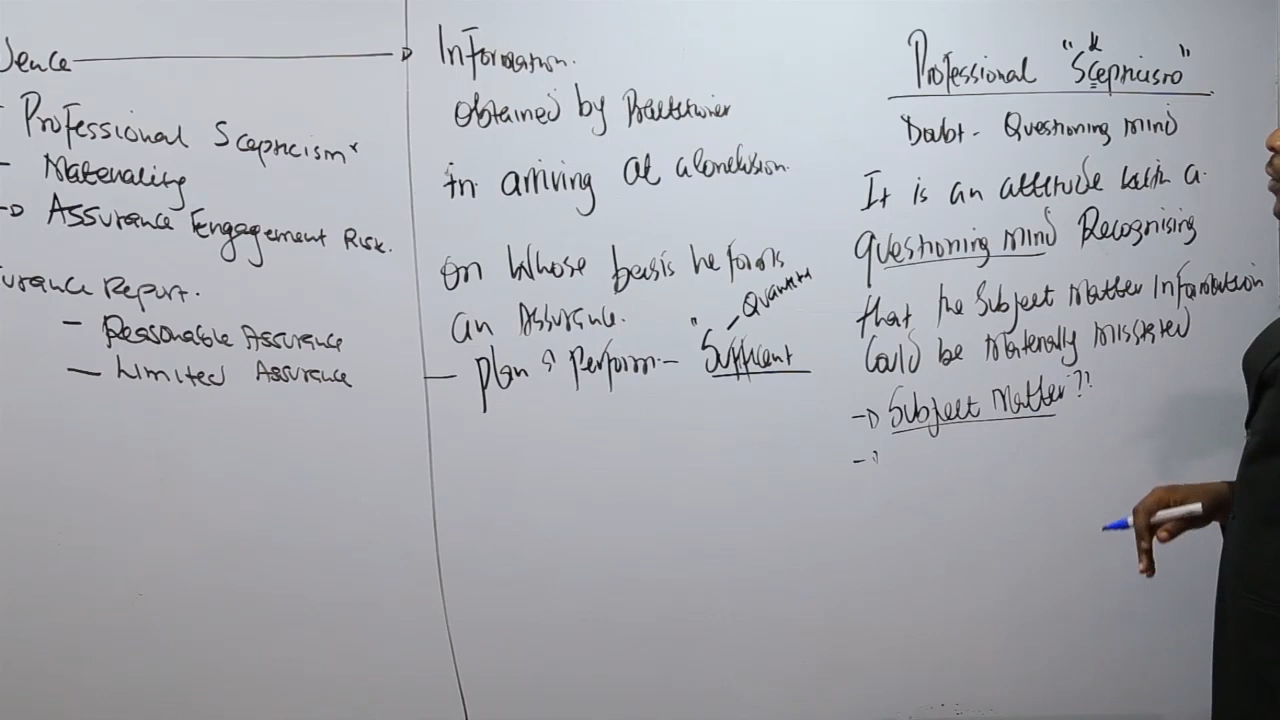 dence
- Professional Scepticism*
- Materiality
-> Assurance Engagement Risk.
urance Report.
- Reasonable Assurance
- Limited Assurance
Information.
obtained by Practitioner
in arriving at a Conclusion.
on Whose basis he forms
an Assurance.
- Plan & Perform - " Sufficient
Quantity
Professional "Scepticism"
k
Doubt - Questioning mind
It is an attitude with a
questioning mind Recognising
that the Subject Matter Information
Could be Materially misstated
-> Subject Matter ??
->